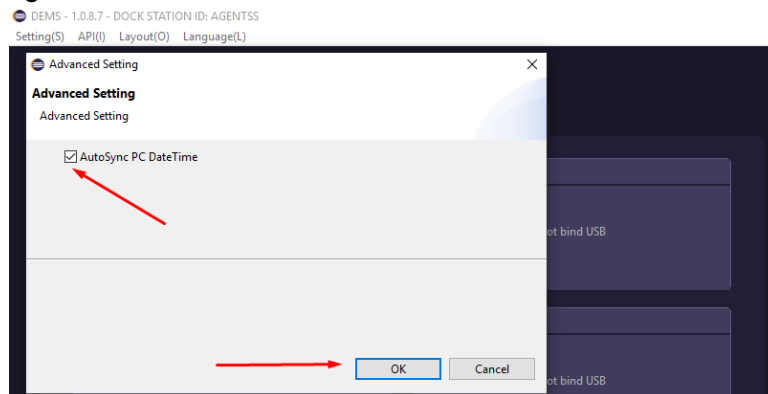 DEMS - 1.0.8.7 - DOCK STATION ID: AGENTSS
Setting(S) API(I) Layout(O) Language(L)
Advanced Setting
Advanced Setting
Advanced Setting
AutoSync PC DateTime
ot bind USB
OK Cancel
ot bind USB